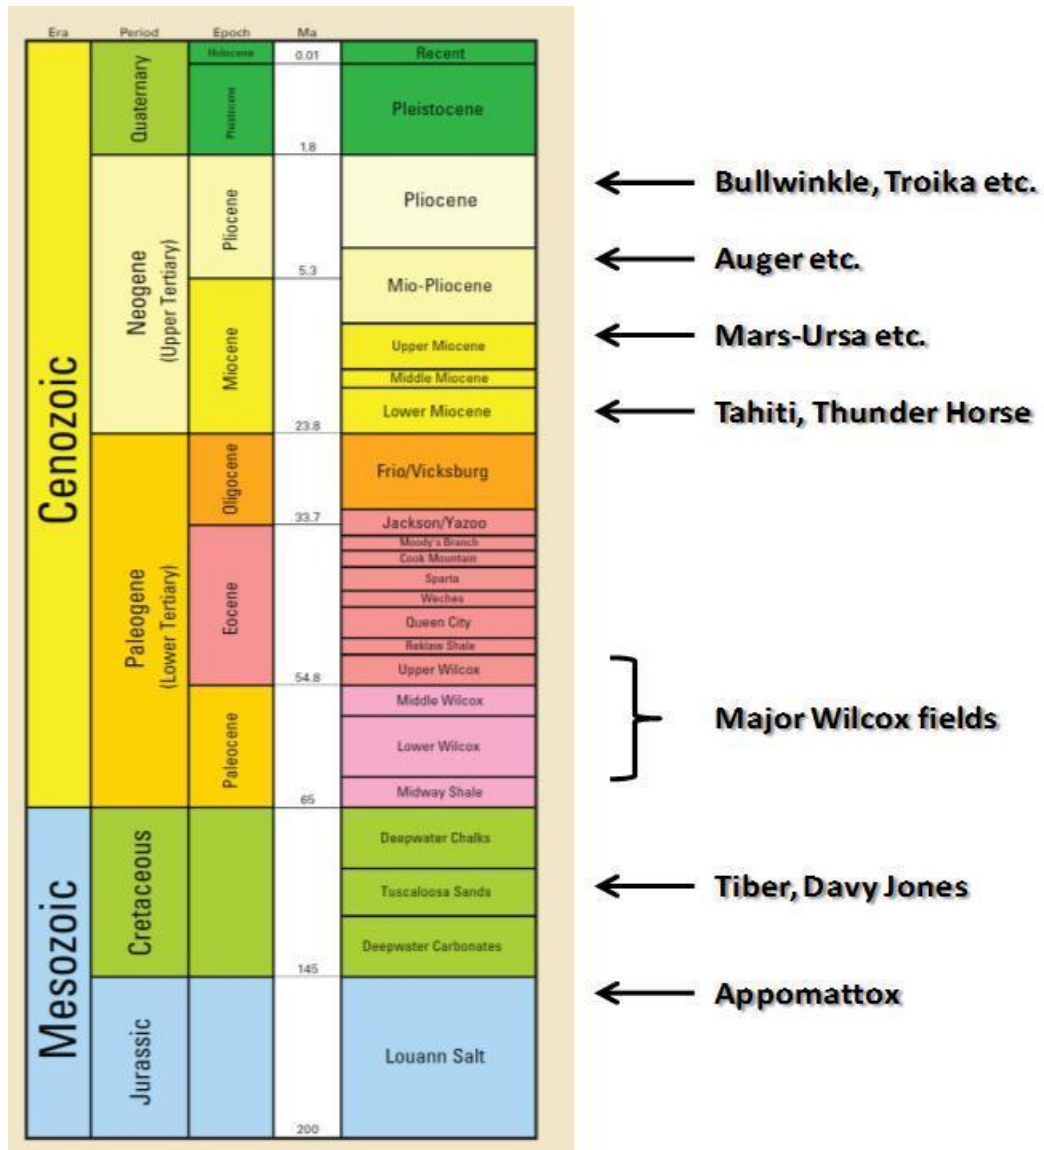 Era Period Epoch Ma
Cenozoic
Mesozoic
Quaternary
Neogene
(Upper Tertiary)
Paleogene
(Lower Tertiary)
Cretaceous
Jurassic
Holocene
Pleistocene
Pliocene
Miocene
Oligocene
Eocene
Paleocene
0.01
1.8
5.3
23.8
33.7
54.8
65
145
200
Recent
Pleistocene
Pliocene
Mio-Pliocene
Upper Miocene
Middle Miocene
Lower Miocene
Frio/Vicksburg
Jackson/Yazoo
Moody's Branch
Cook Mountain
Sparta
Weches
Queen City
Reklaw Shale
Upper Wilcox
Middle Wilcox
Lower Wilcox
Midway Shale
Deepwater Chalks
Tuscaloosa Sands
Deepwater Carbonates
Louann Salt
Bullwinkle, Troika etc.
Auger etc.
Mars-Ursa etc.
Tahiti, Thunder Horse
Major Wilcox fields
Tiber, Davy Jones
Appomattox